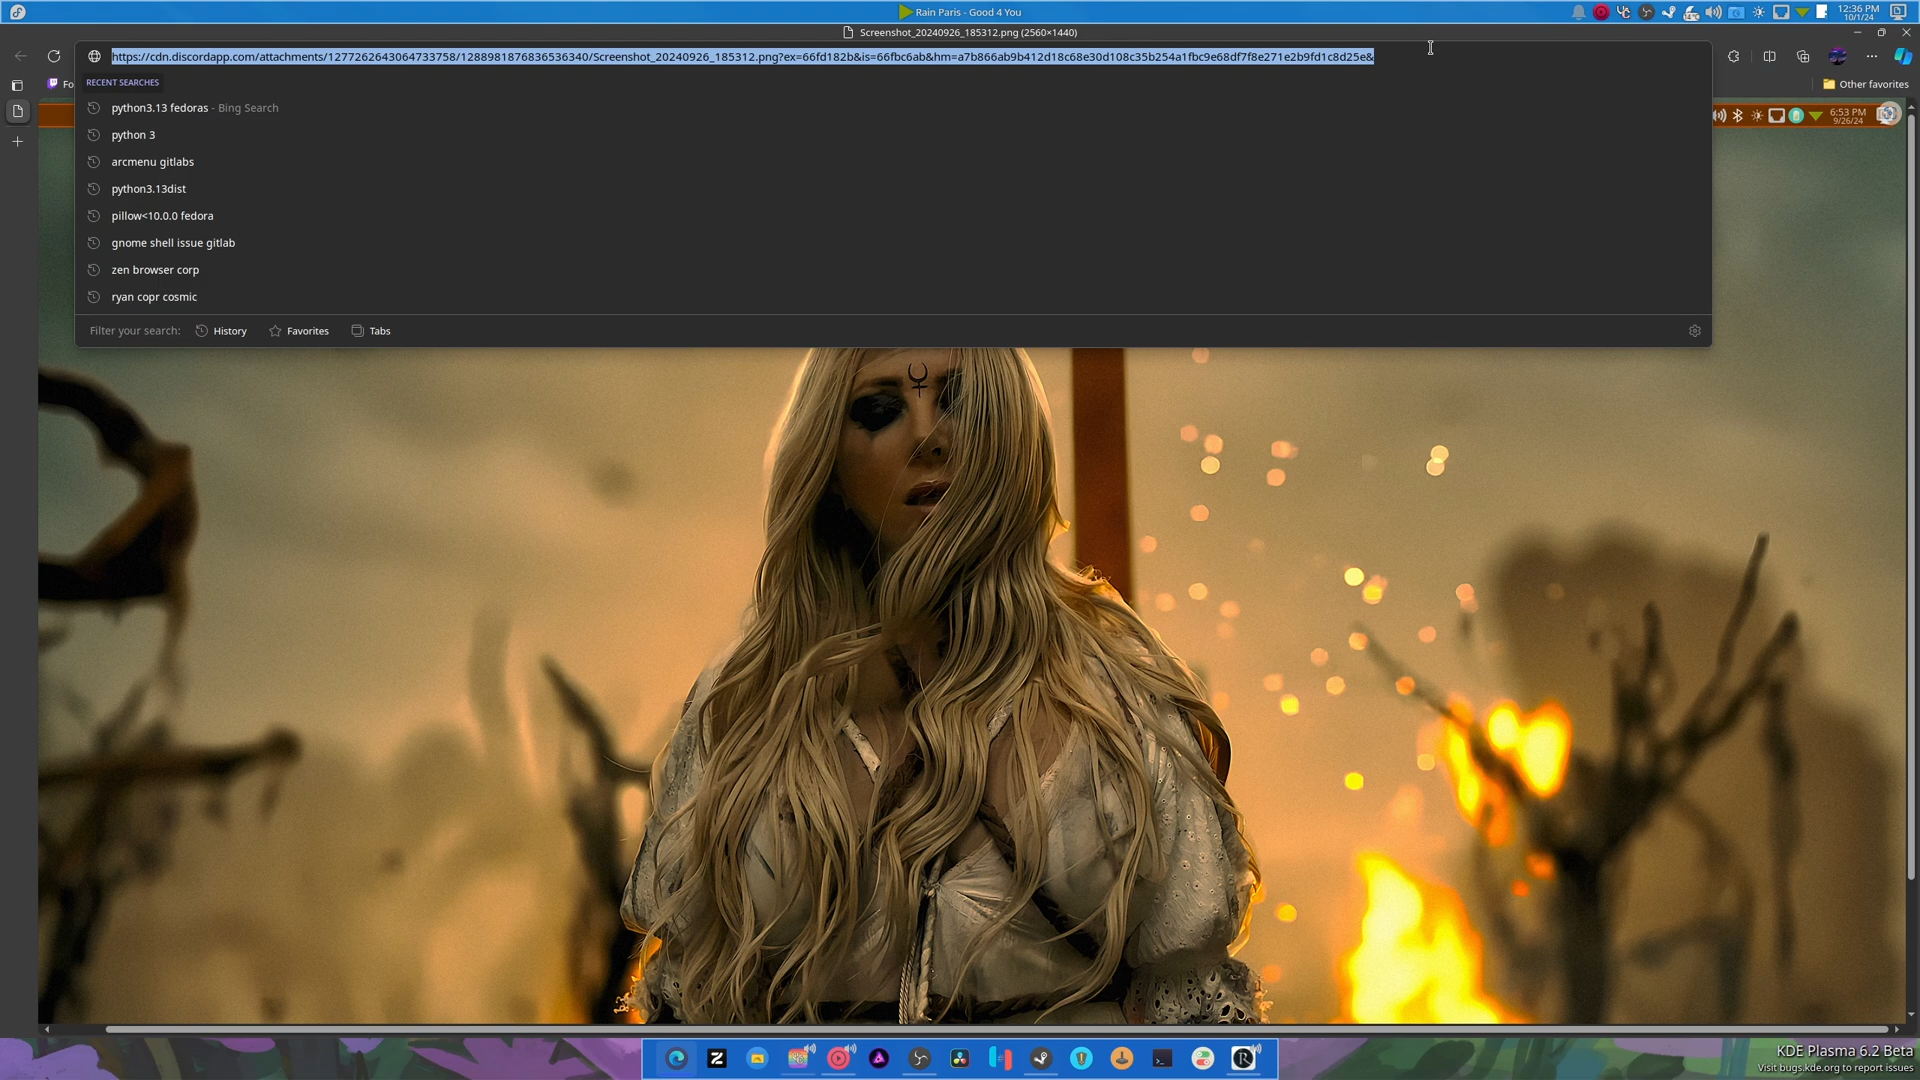 Rain Paris - Good 4 You
12:36 PM
10/1/24
Screenshot_20240926_185312.png (2560×1440)
https://cdn.discordapp.com/attachments/1277262643064733758/1288981876836536340/Screenshot_20240926_185312.png?ex=66fd182b&is=66fbc6ab&hm=a7b866ab9b412d18c68e30d108c35b254a1fbc9e68df7f8e271e2b9fd1c8d25e&
Fo
Other favorites
RECENT SEARCHES
python3.13 fedoras - Bing Search
python 3
arcmenu gitlabs
python3.13dist
pillow<10.0.0 fedora
gnome shell issue gitlab
zen browser corp
ryan copr cosmic
Filter your search: History Favorites Tabs
6:53 PM
9/26/24
KDE Plasma 6.2 Beta
Visit bugs.kde.org to report issues